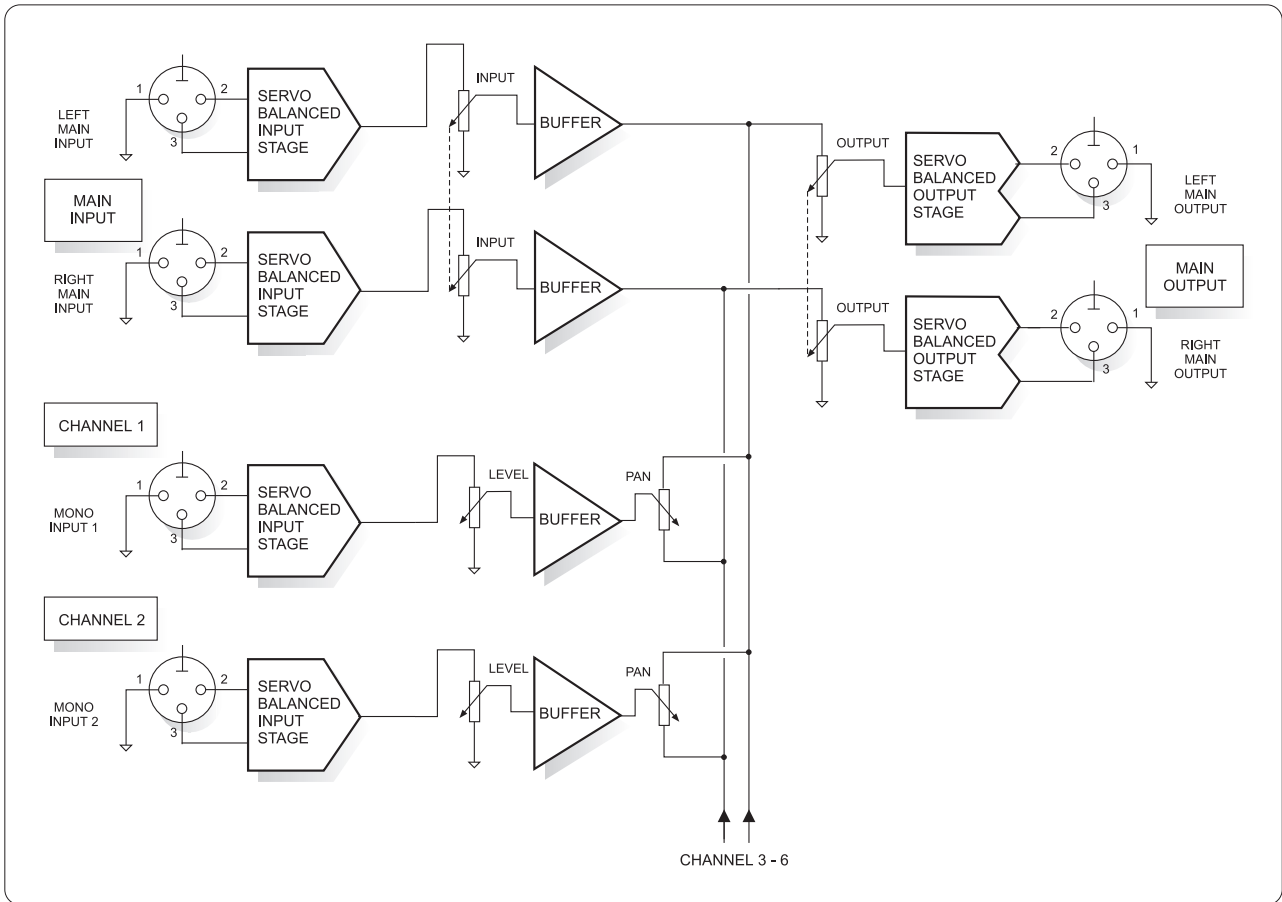 1
2
3
LEFT
MAIN
INPUT
SERVO
BALANCED
INPUT
STAGE
INPUT
BUFFER
MAIN
INPUT
1
2
3
RIGHT
MAIN
INPUT
SERVO
BALANCED
INPUT
STAGE
INPUT
BUFFER
OUTPUT
SERVO
BALANCED
OUTPUT
STAGE
2
1
3
LEFT
MAIN
OUTPUT
MAIN
OUTPUT
OUTPUT
SERVO
BALANCED
OUTPUT
STAGE
2
1
3
RIGHT
MAIN
OUTPUT
CHANNEL 1
1
2
3
MONO
INPUT 1
SERVO
BALANCED
INPUT
STAGE
LEVEL
BUFFER
PAN
CHANNEL 2
1
2
3
MONO
INPUT 2
SERVO
BALANCED
INPUT
STAGE
LEVEL
BUFFER
PAN
CHANNEL 3 - 6